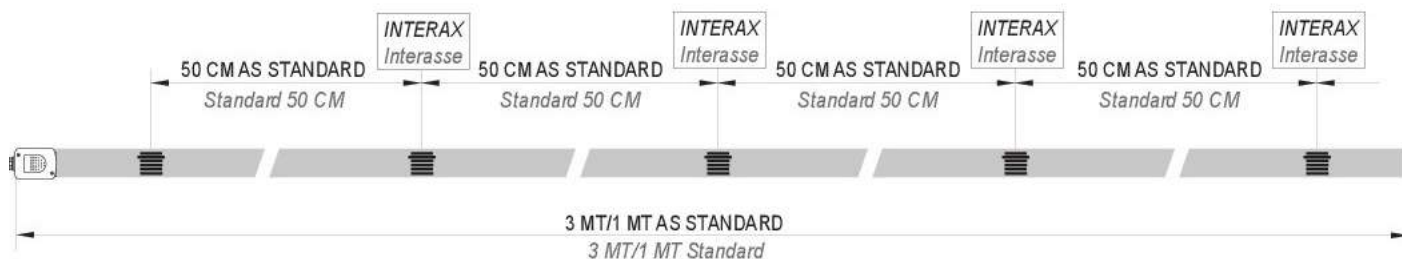 INTERAX
Interasse
INTERAX
Interasse
INTERAX
Interasse
INTERAX
Interasse
50 CM AS STANDARD
Standard 50 CM
50 CM AS STANDARD
Standard 50 CM
50 CM AS STANDARD
Standard 50 CM
50 CM AS STANDARD
Standard 50 CM
3 MT/1 MT AS STANDARD
3 MT/1 MT Standard